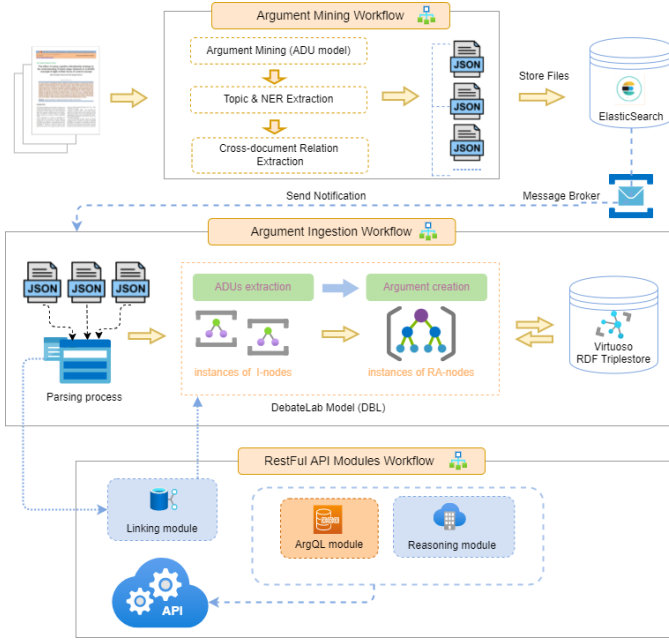 Argument Mining Workflow
Argument Mining (ADU model)
Topic & NER Extraction
Cross-document Relation
Extraction
JSON
JSON
JSON
Store Files
ElasticSearch
Send Notification
Message Broker
Argument Ingestion Workflow
JSON
JSON
JSON
Parsing process
ADUs extraction
Argument creation
instances of I-nodes
instances of RA-nodes
DebateLab Model (DBL)
Virtuoso
RDF Triplestore
RestFul API Modules Workflow
Linking module
ArgQL module
Reasoning module
API